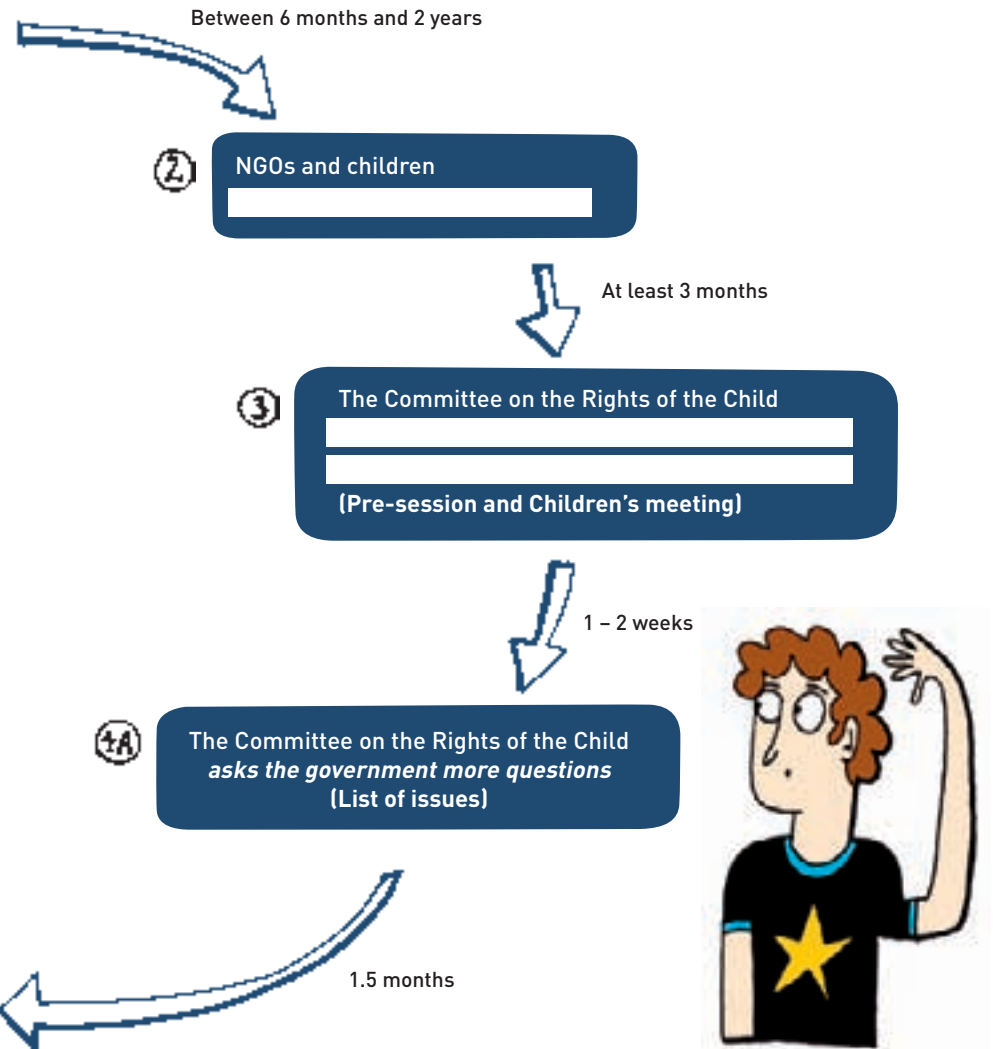 Between 6 months and 2 years
2
NGOs and children
At least 3 months
3
The Committee on the Rights of the Child
(Pre-session and Children’s meeting)
1 – 2 weeks
4A
The Committee on the Rights of the Child
asks the government more questions
(List of issues)
1.5 months